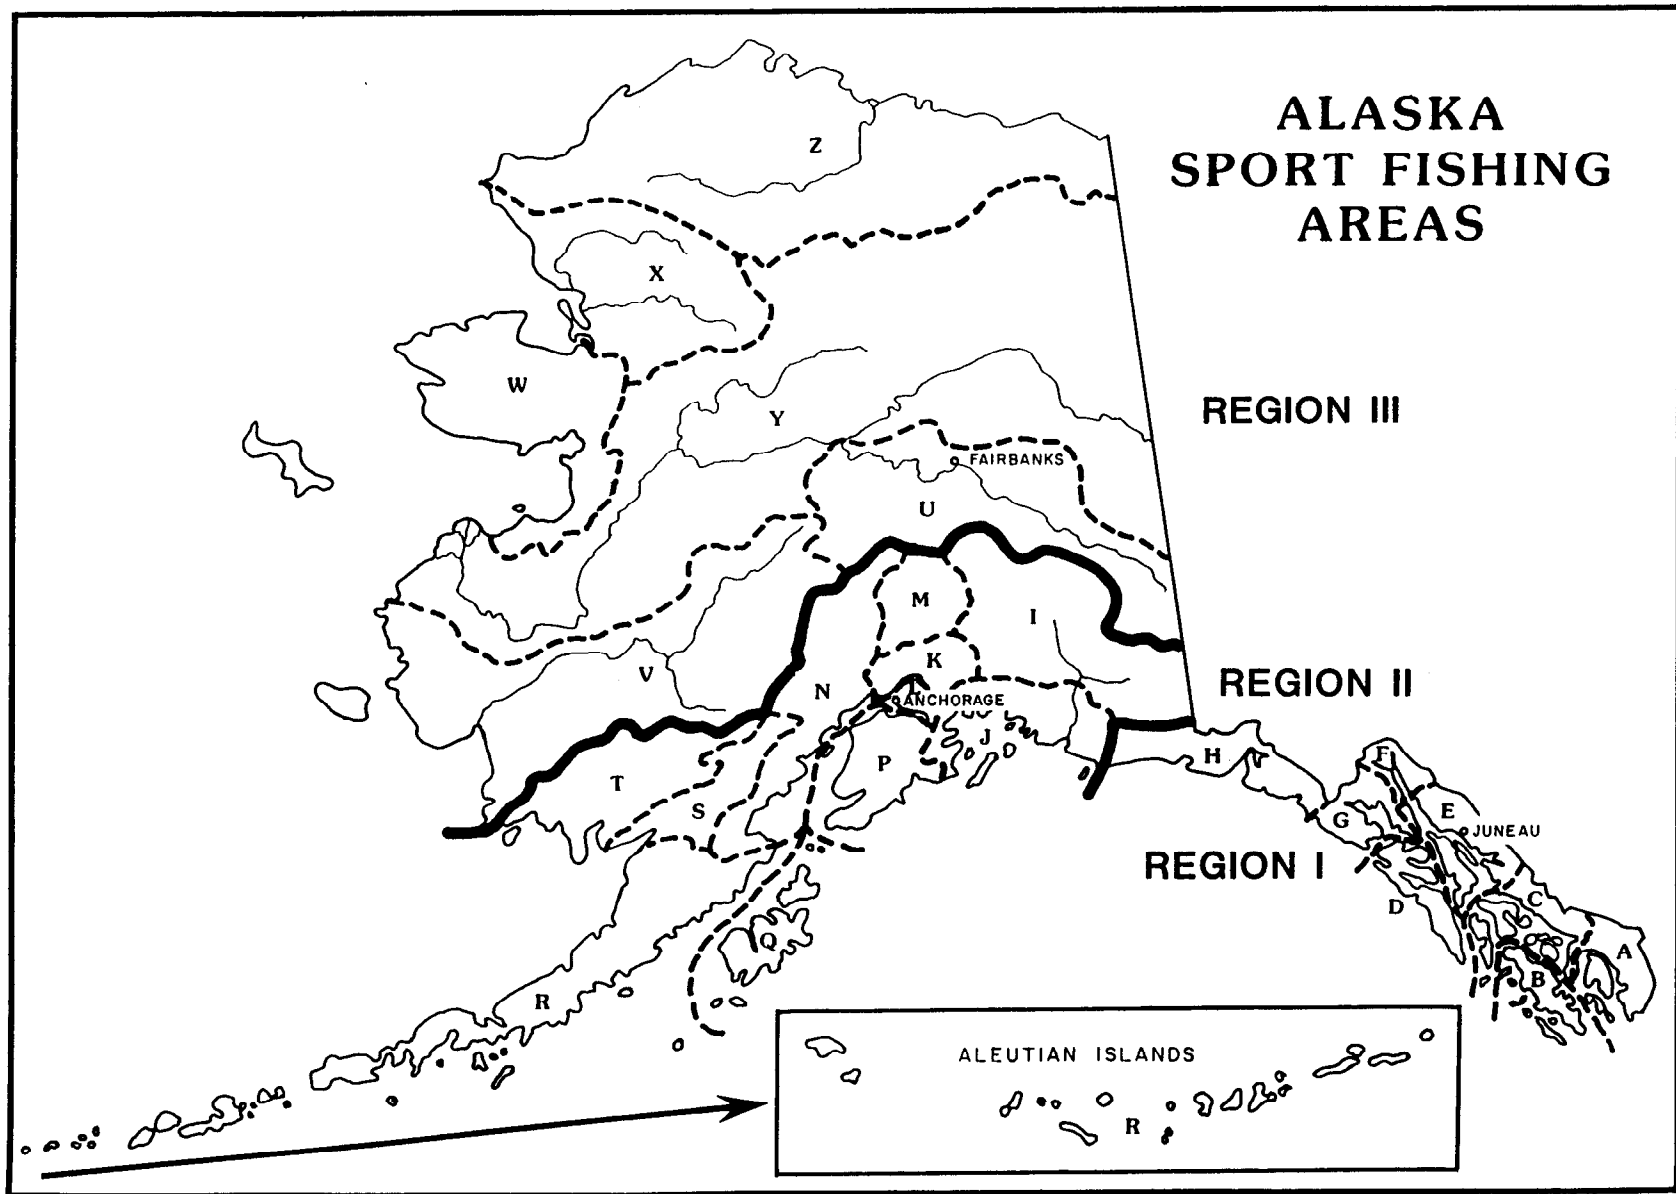 ALASKA
SPORT FISHING
AREAS
Z
X
W
Y
REGION III
FAIRBANKS
U
M
I
K
V
N
L
ANCHORAGE
REGION II
J
P
H
T
S
F
E
G
JUNEAU
REGION I
D
C
Q
A
B
R
ALEUTIAN ISLANDS
R